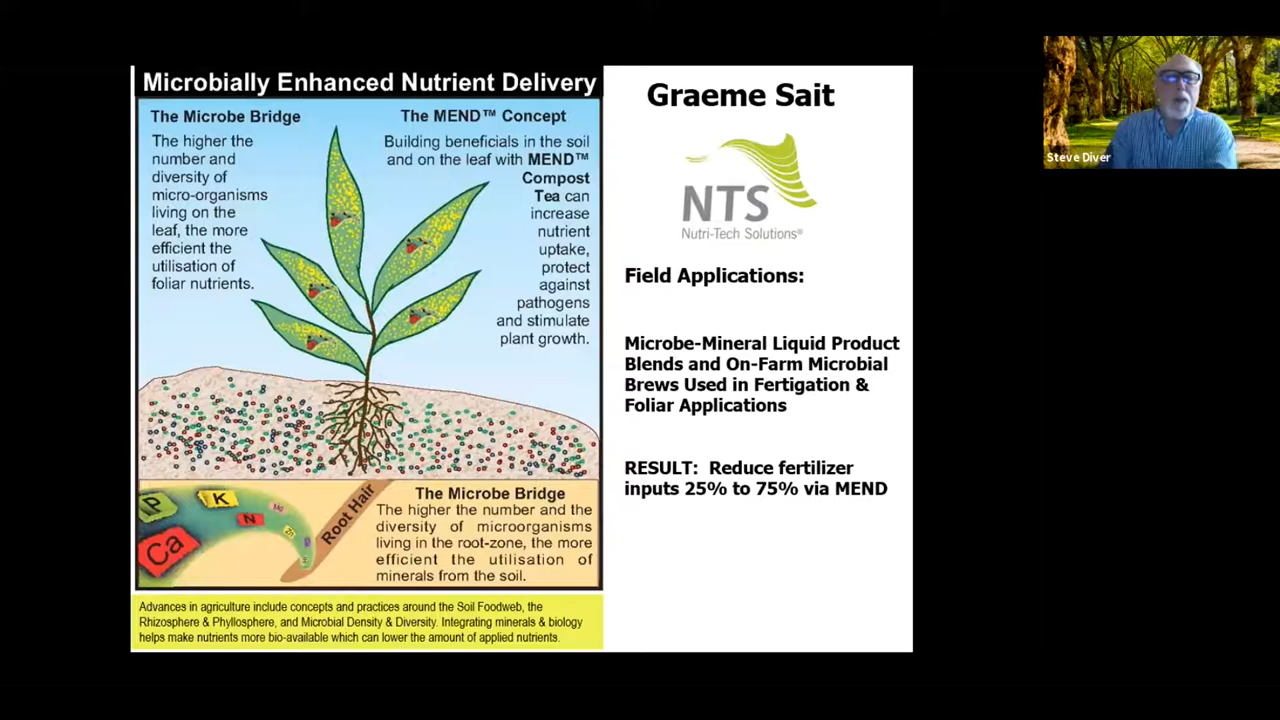 Microbially Enhanced Nutrient Delivery
The Microbe Bridge
The higher the
number and
diversity of
micro-organisms
living on the
leaf, the more
efficient the
utilisation of
foliar nutrients.
The MEND™ Concept
Building beneficials in the soil
and on the leaf with MEND™
Compost
Tea can
increase
nutrient
uptake,
protect
against
pathogens
and stimulate
plant growth.
P
K
N
Ca
Root Hair
The Microbe Bridge
The higher the number and the
diversity of microorganisms
living in the root-zone, the more
efficient the utilisation of
minerals from the soil.
Advances in agriculture include concepts and practices around the Soil Foodweb, the
Rhizosphere & Phyllosphere, and Microbial Density & Diversity. Integrating minerals & biology
helps make nutrients more bio-available which can lower the amount of applied nutrients.
Graeme Sait
NTS
Nutri-Tech Solutions®
Field Applications:
Microbe-Mineral Liquid Product
Blends and On-Farm Microbial
Brews Used in Fertigation &
Foliar Applications
RESULT: Reduce fertilizer
inputs 25% to 75% via MEND
Steve Diver